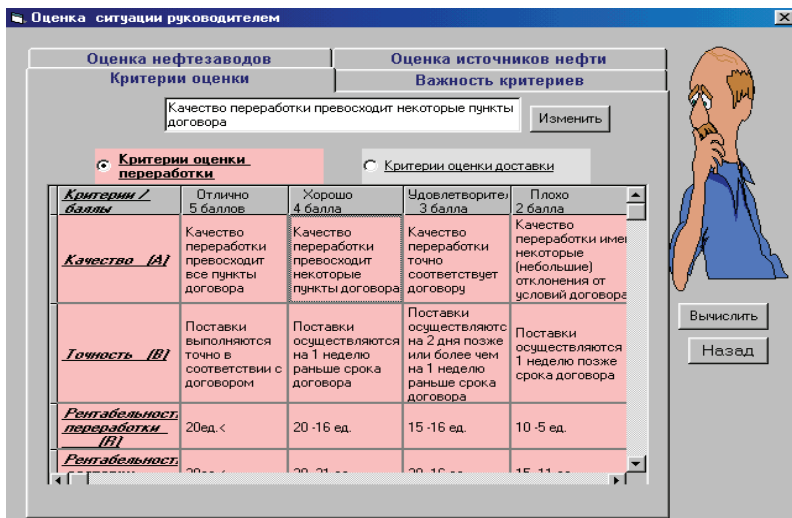 Оценка ситуации руководителем
Оценка нефтезаводов
Оценка источников нефти
Критерии оценки
Важность критериев
Качество переработки превосходит некоторые пункты
договора
Изменить
Критерии оценки
переработки
Критерии оценки доставки
Критерии /
баллы
Отлично
5 баллов
Хорошо
4 балла
Удовлетворите
3 балла
Плохо
2 балла
Качество (A)
Качество
переработки
превосходит
все пункты
договора
Качество
переработки
превосходит
некоторые
пункты договора
Качество
переработки
точно
соответствует
договору
Качество
переработки име
некоторые
(небольшие)
отклонения от
условий договора
Точность (B)
Поставки
выполняются
точно в
соответствии с
договором
Поставки
осуществляются
на 1 неделю
раньше срока
договора
Поставки
осуществляютс
на 2 дня позже
или более чем
на 1 неделю
раньше срока
договора
Поставки
осуществляются
1 неделю позже
срока договора
Рентабельност
переработки
(R)
20ед.<
20 -16 ед.
15 -16 ед.
10 -5 ед.
Рентабельност
Вычислить
Назад